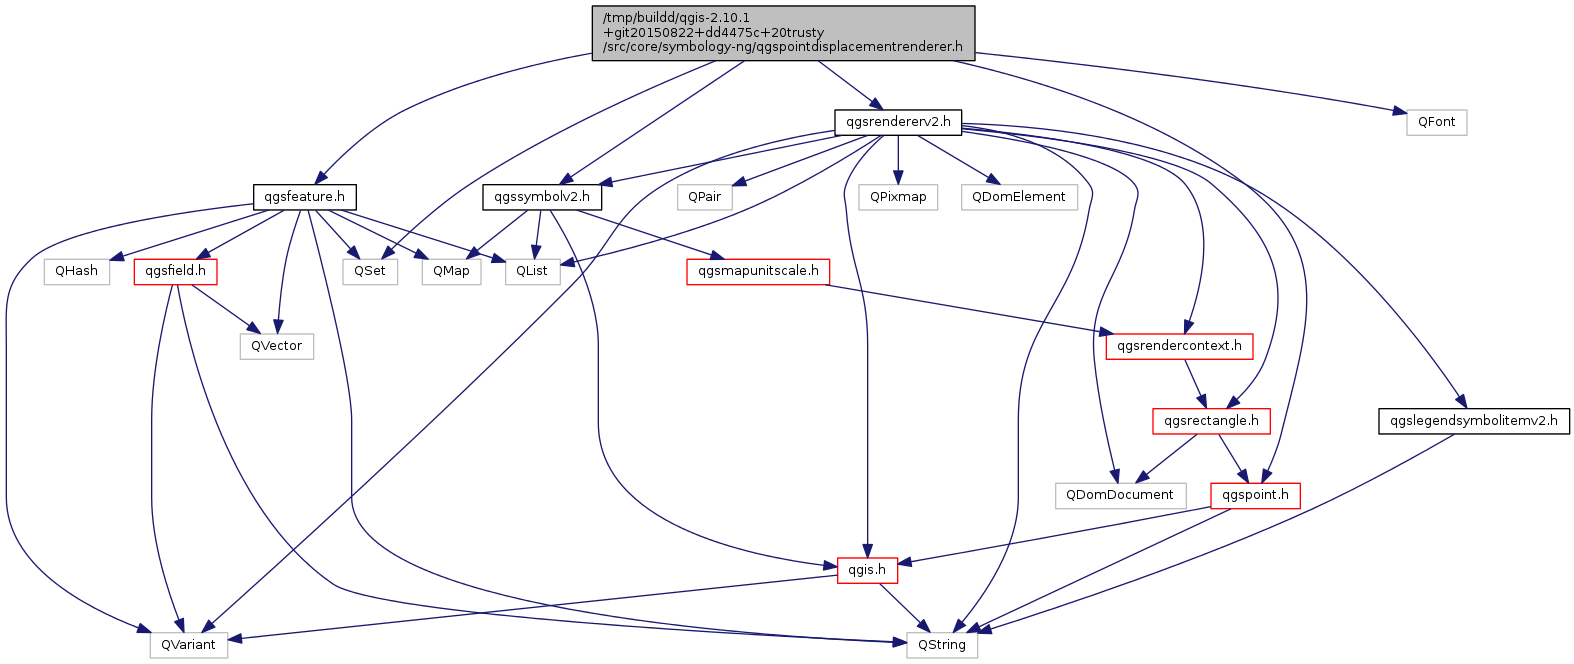 /tmp/buildd/qgis-2.10.1
+git20150822+dd4475c+20trusty
/src/core/symbology-ng/qgspointdisplacementrenderer.h
qgsrendererv2.h
QFont
qgsfeature.h
qgssymbolv2.h
QPair
QPixmap
QDomElement
QHash
qgsfield.h
QSet
QMap
QList
qgsmapunitscale.h
QVector
qgsrendercontext.h
qgsrectangle.h
qgslegendsymbolitemv2.h
QDomDocument
qgspoint.h
qgis.h
QVariant
QString